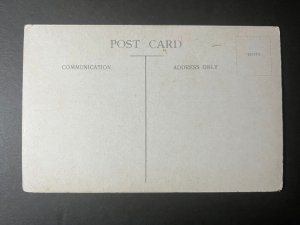 POST CARD
COMMUNICATION
ADDRESS ONLY